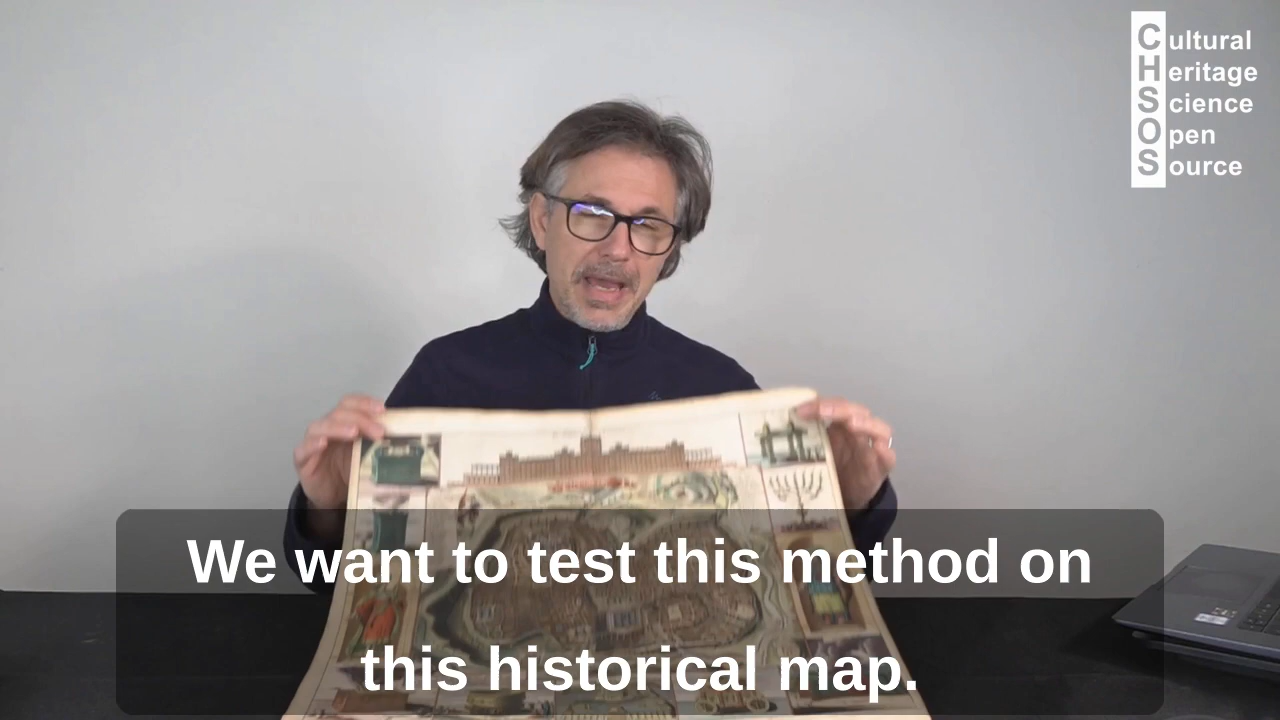 Cultural
Heritage
Science
Open
Source
We want to test this method on
this historical map.